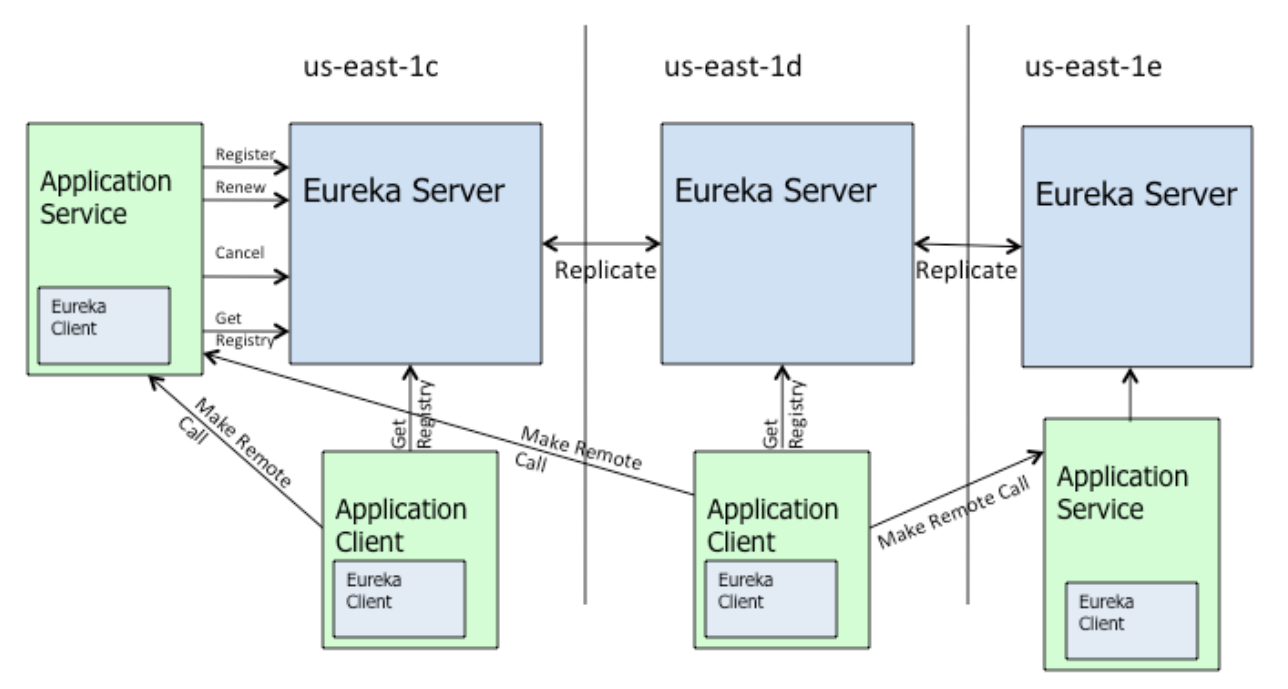 us-east-1c
us-east-1d
us-east-1e
Application
Service
Eureka
Client
Register
Renew
Cancel
Get
Registry
Eureka Server
Replicate
Eureka Server
Replicate
Eureka Server
Make Remote
Call
Get
Registry
Make Remote
Call
Get
Registry
Make Remote Call
Application
Client
Eureka
Client
Application
Client
Eureka
Client
Application
Service
Eureka
Client